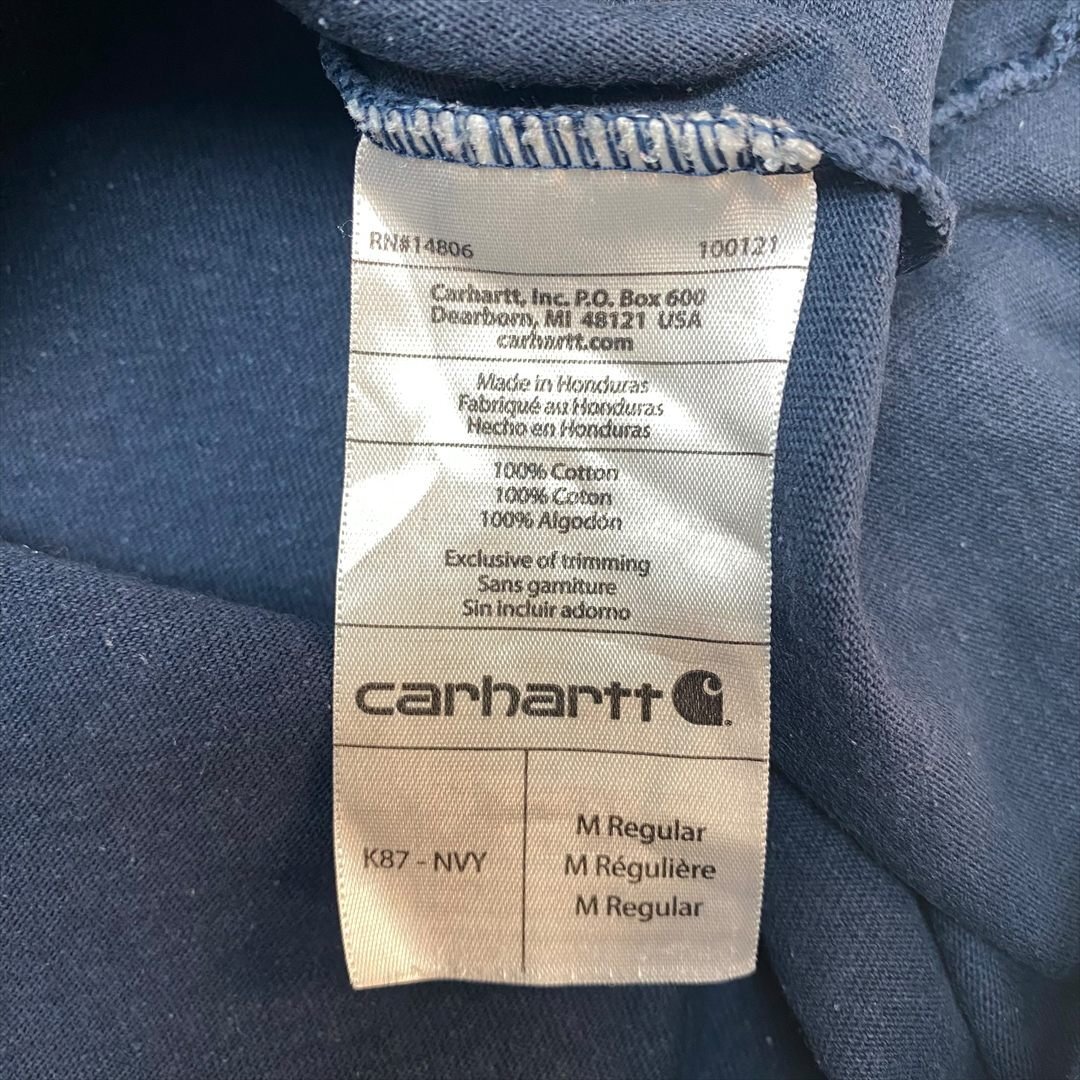 RN#14806 100121
Carhartt, Inc. P.O. Box 600
Dearborn, MI 48121 USA
carhartt.com
Made in Honduras
Fabriqué au Honduras
Hecho en Honduras
100% Cotton
100% Coton
100% Algodón
Exclusive of trimming
Sans garniture
Sin incluir adorno
carhartt
K87 - NVY
M Regular
M Régulière
M Regular